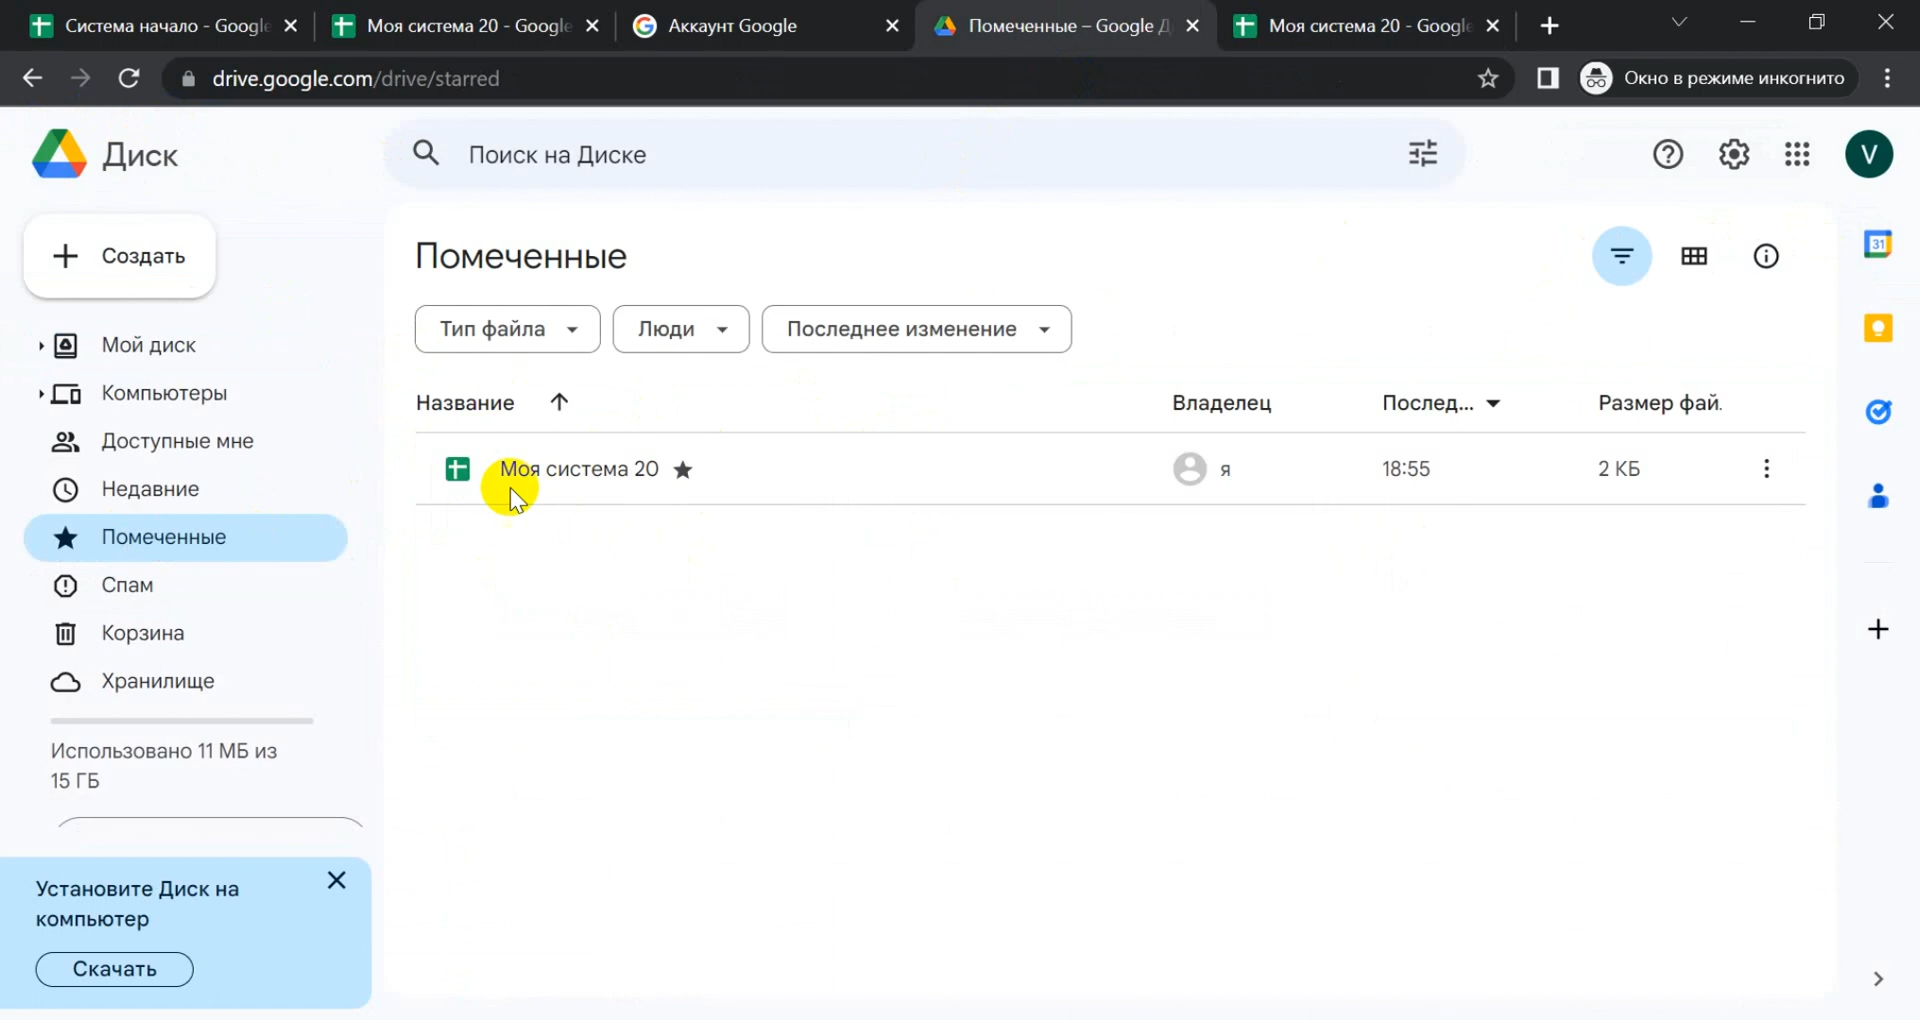 Система начало - Google
Моя система 20 - Google
Аккаунт Google
Помеченные – Google Д
Моя система 20 - Google
drive.google.com/drive/starred
Окно в режиме инкогнито
Диск
Поиск на Диске
V
Создать
Мой диск
Компьютеры
Доступные мне
Недавние
Помеченные
Спам
Корзина
Хранилище
Использовано 11 МБ из
15 ГБ
Установите Диск на
компьютер
Скачать
Помеченные
Тип файла
Люди
Последнее изменение
Название
Владелец
Послед...
Размер фай.
Моя система 20
я
18:55
2 КБ
31